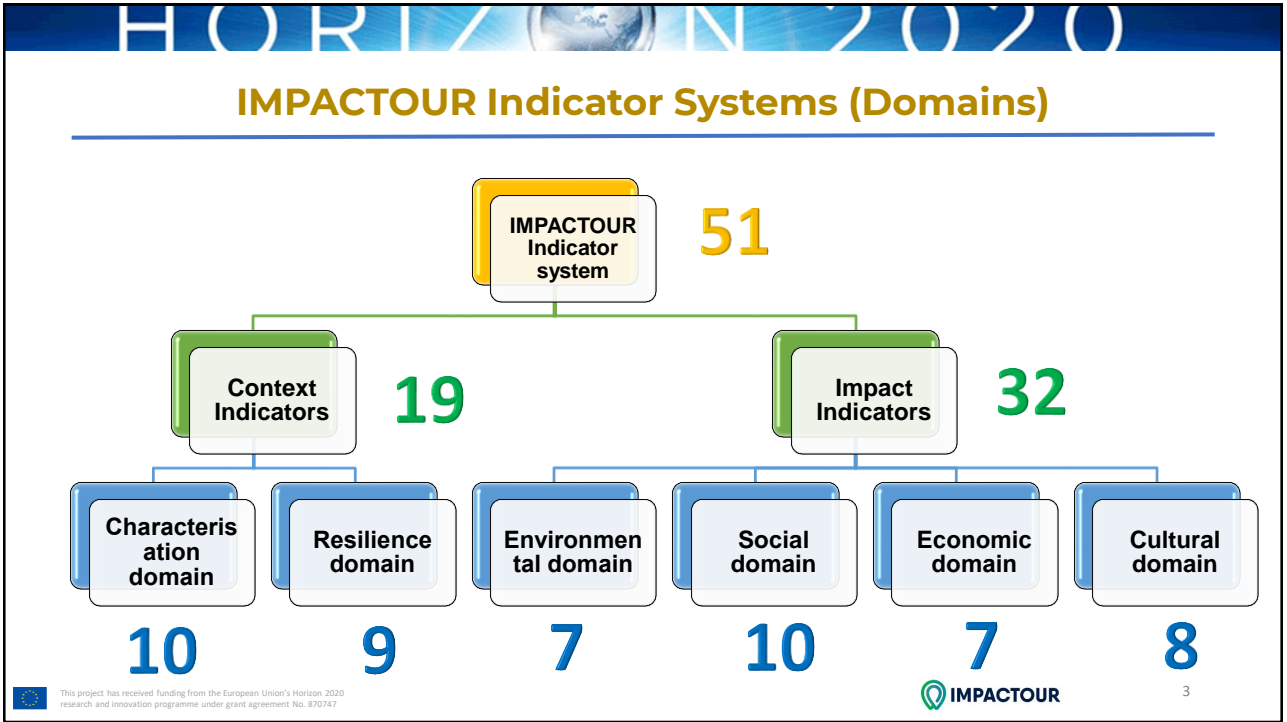 HORIZON 2020
IMPACTOUR Indicator Systems (Domains)
IMPACTOUR
Indicator
system
51
Context
Indicators
19
Impact
Indicators
32
Characteris
ation
domain
Resilience
domain
Environmen
tal domain
Social
domain
Economic
domain
Cultural
domain
10
9
7
10
7
8
This project has received funding from the European Union's Horizon 2020
research and innovation programme under grant agreement No. 870747
IMPACTOUR
3